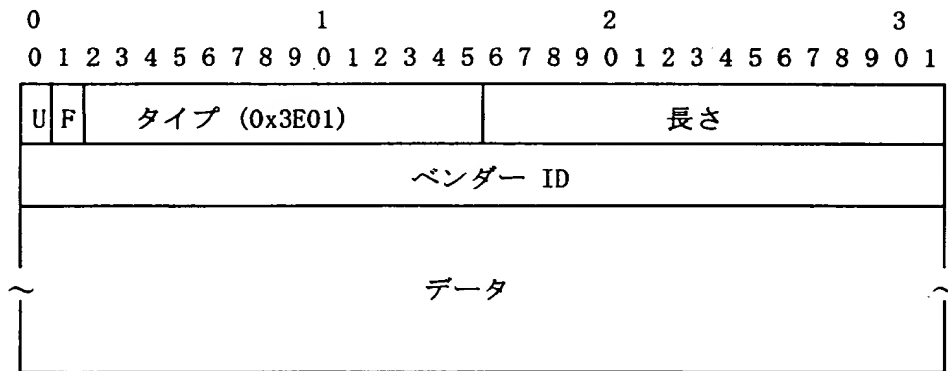 0 1 2 3
0 1 2 3 4 5 6 7 8 9 0 1 2 3 4 5 6 7 8 9 0 1 2 3 4 5 6 7 8 9 0 1
U F タイプ (0x3E01) 長さ
ベンダー ID
~ データ ~